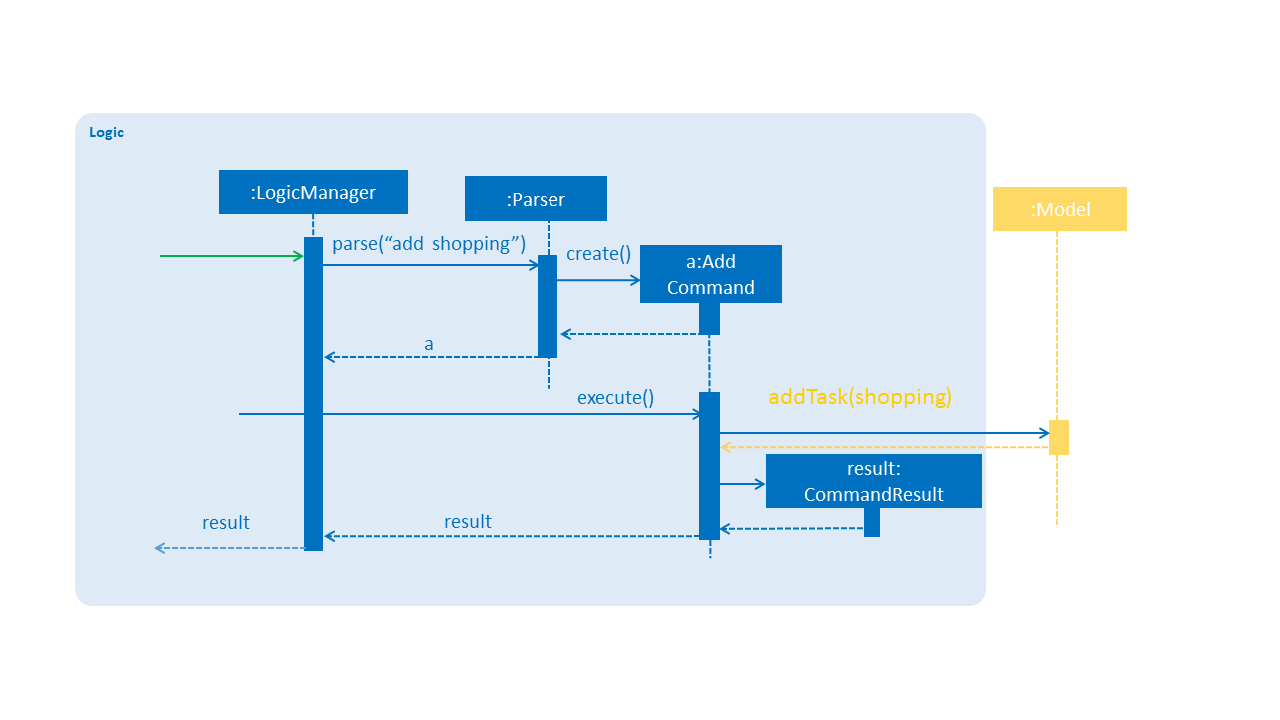 Logic
:LogicManager
:Parser
:Model
parse(“add shopping”)
create()
a:Add
Command
a
execute()
addTask(shopping)
result:
CommandResult
result
result